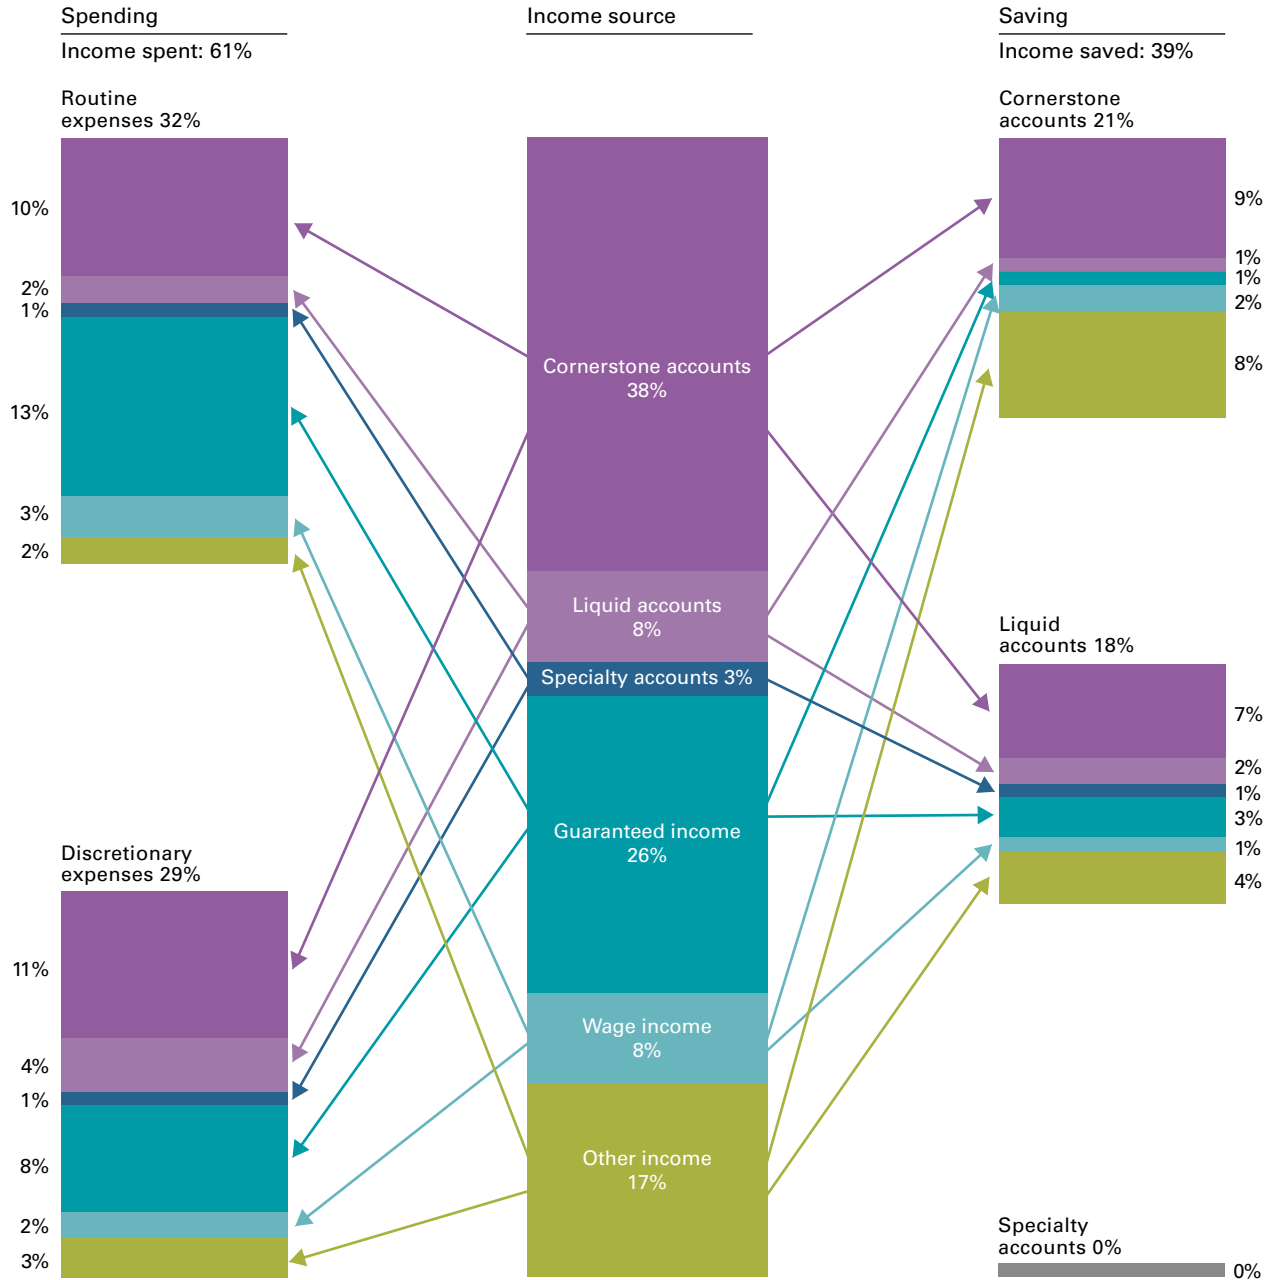 Spending
Income spent: 61%
Routine
expenses 32%
10%
2%
1%
13%
3%
2%
Discretionary
expenses 29%
11%
4%
1%
8%
2%
3%
Income source
Cornerstone accounts
38%
Liquid accounts
8%
Specialty accounts 3%
Guaranteed income
26%
Wage income
8%
Other income
17%
Saving
Income saved: 39%
Cornerstone
accounts 21%
9%
1%
1%
2%
8%
Liquid
accounts 18%
7%
2%
1%
3%
1%
4%
Specialty
accounts 0%
0%